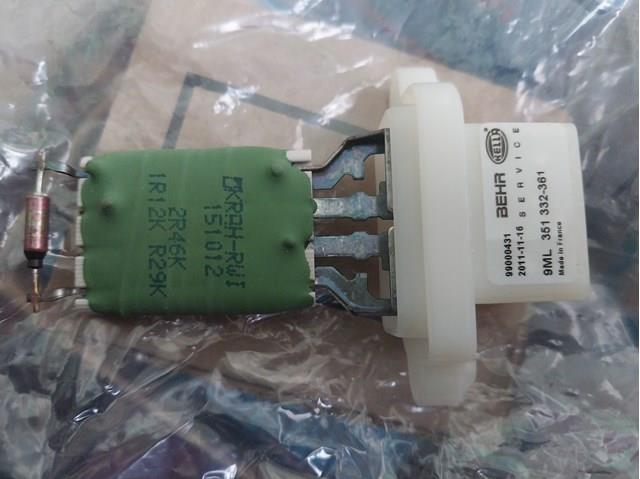 KRAH-RWI
151012
2R46K
1R12K R29K
BEHR HELLA
SERVICE
99000431
2011-11-16
9ML 351 332-361
Made in France